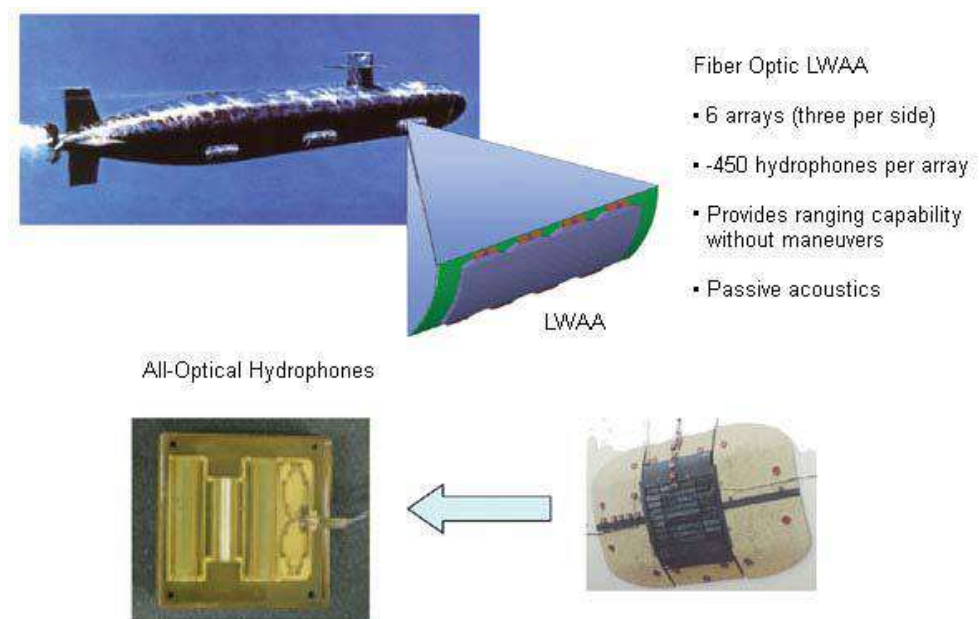 Fiber Optic LWAA
▪ 6 arrays (three per side)
▪ -450 hydrophones per array
▪ Provides ranging capability
without maneuvers
▪ Passive acoustics
LWAA
All-Optical Hydrophones